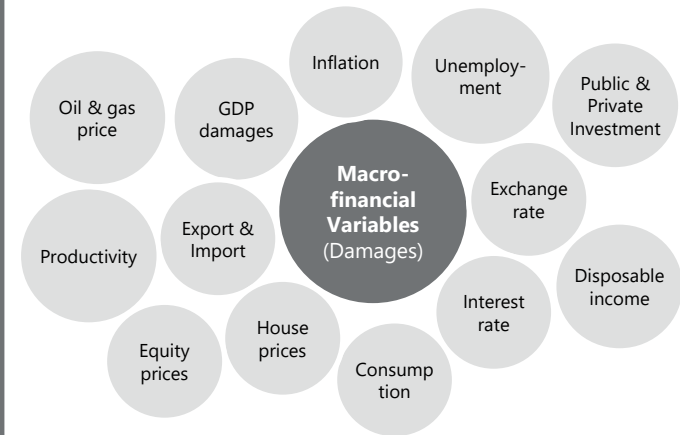 Inflation
Unemploy-
ment
Public &
Private
Investment
Oil & gas
price
GDP
damages
Macro-
financial
Variables
(Damages)
Exchange
rate
Productivity
Export &
Import
Disposable
income
Interest
rate
House
prices
Equity
prices
Consump
tion